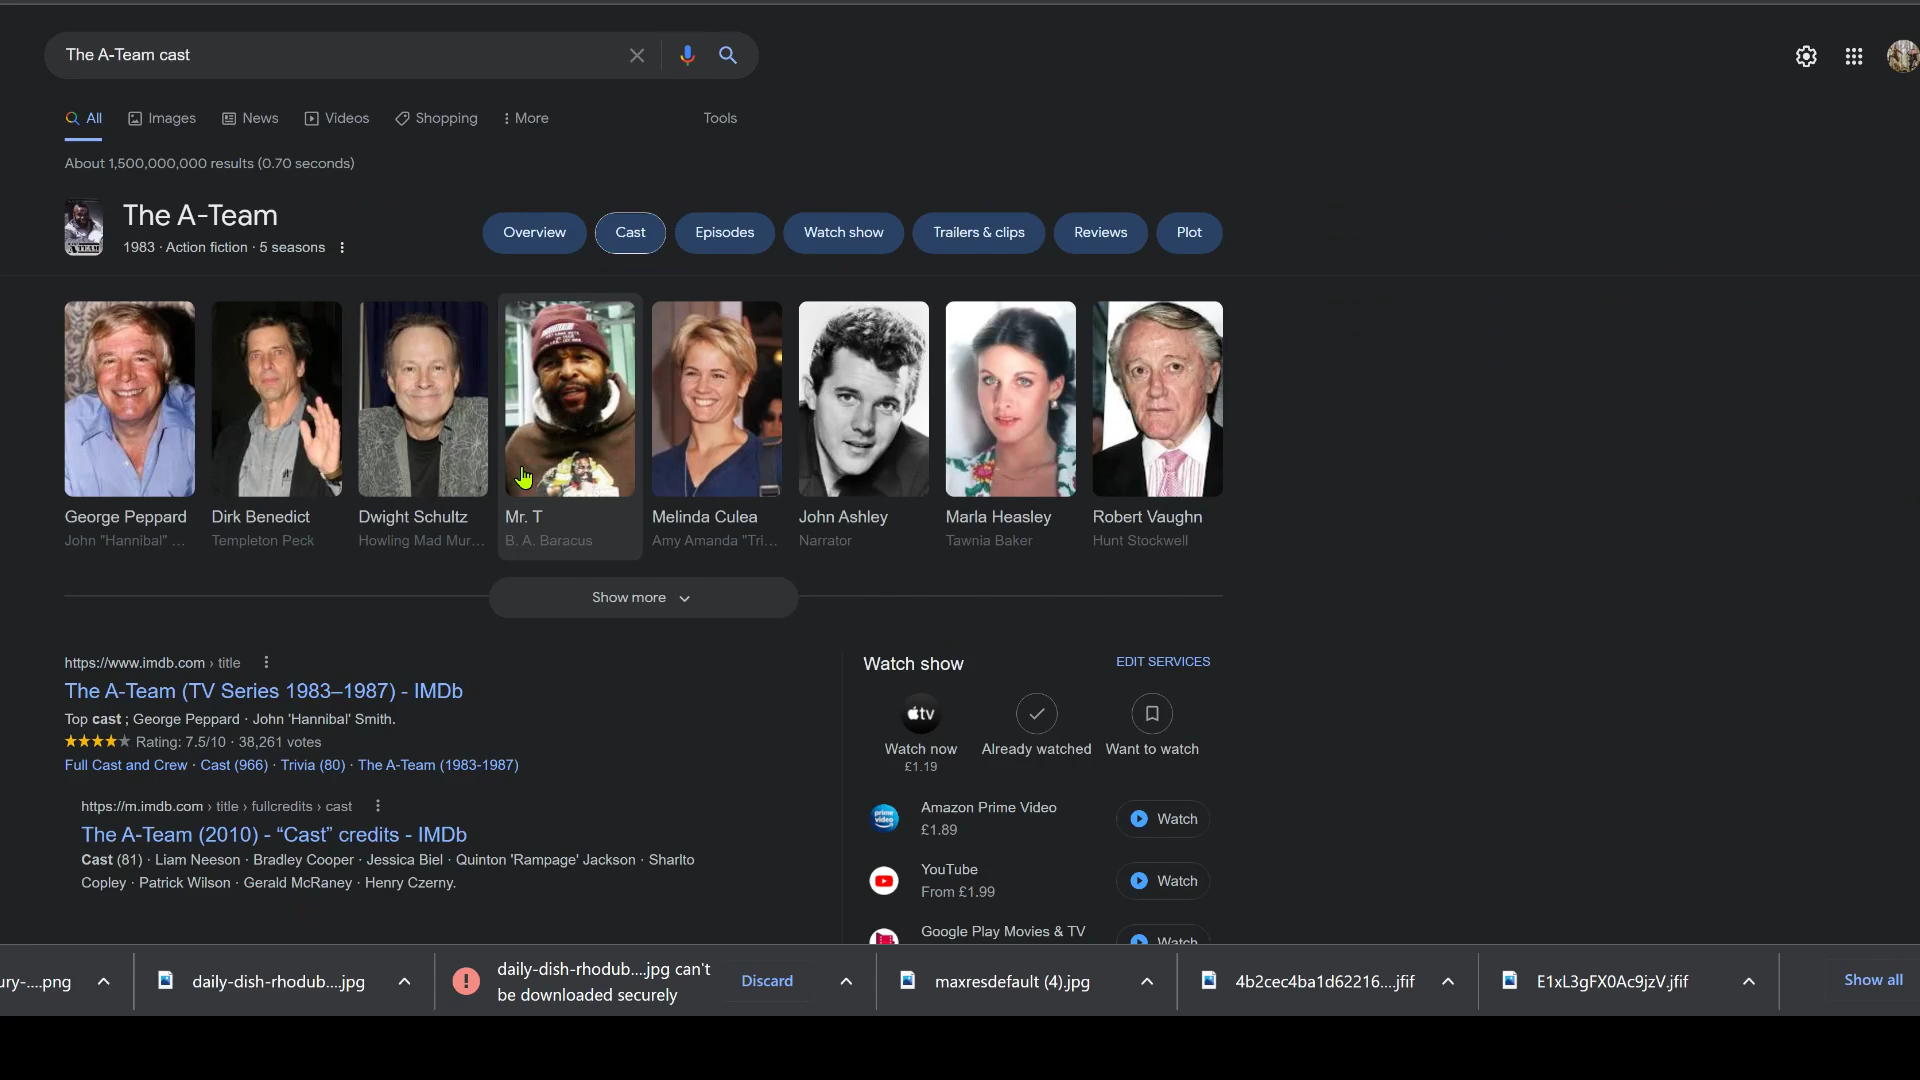 The A-Team cast
All
Images
News
Videos
Shopping
More
Tools
About 1,500,000,000 results (0.70 seconds)
The A-Team
1983 · Action fiction · 5 seasons
Overview
Cast
Episodes
Watch show
Trailers & clips
Reviews
Plot
George Peppard
John "Hannibal" ...
Dirk Benedict
Templeton Peck
Dwight Schultz
Howling Mad Mur...
Mr. T
B. A. Baracus
Melinda Culea
Amy Amanda "Tri...
John Ashley
Narrator
Marla Heasley
Tawnia Baker
Robert Vaughn
Hunt Stockwell
Show more
https://www.imdb.com › title
The A-Team (TV Series 1983–1987) - IMDb
Top cast ; George Peppard · John 'Hannibal' Smith.
Rating: 7.5/10 · 38,261 votes
Full Cast and Crew · Cast (966) · Trivia (80) · The A-Team (1983-1987)
https://m.imdb.com › title › fullcredits › cast
The A-Team (2010) - “Cast” credits - IMDb
Cast (81) · Liam Neeson · Bradley Cooper · Jessica Biel · Quinton 'Rampage' Jackson · Sharlto
Copley · Patrick Wilson · Gerald McRaney · Henry Czerny.
Watch show
EDIT SERVICES
tv
Watch now
£1.19
Already watched
Want to watch
prime video
Amazon Prime Video
£1.89
Watch
YouTube
From £1.99
Watch
Google Play Movies & TV
Watch
ury-....png
daily-dish-rhodub....jpg
daily-dish-rhodub....jpg can't
be downloaded securely
Discard
maxresdefault (4).jpg
4b2cec4ba1d62216....jfif
E1xL3gFX0Ac9jzV.jfif
Show all